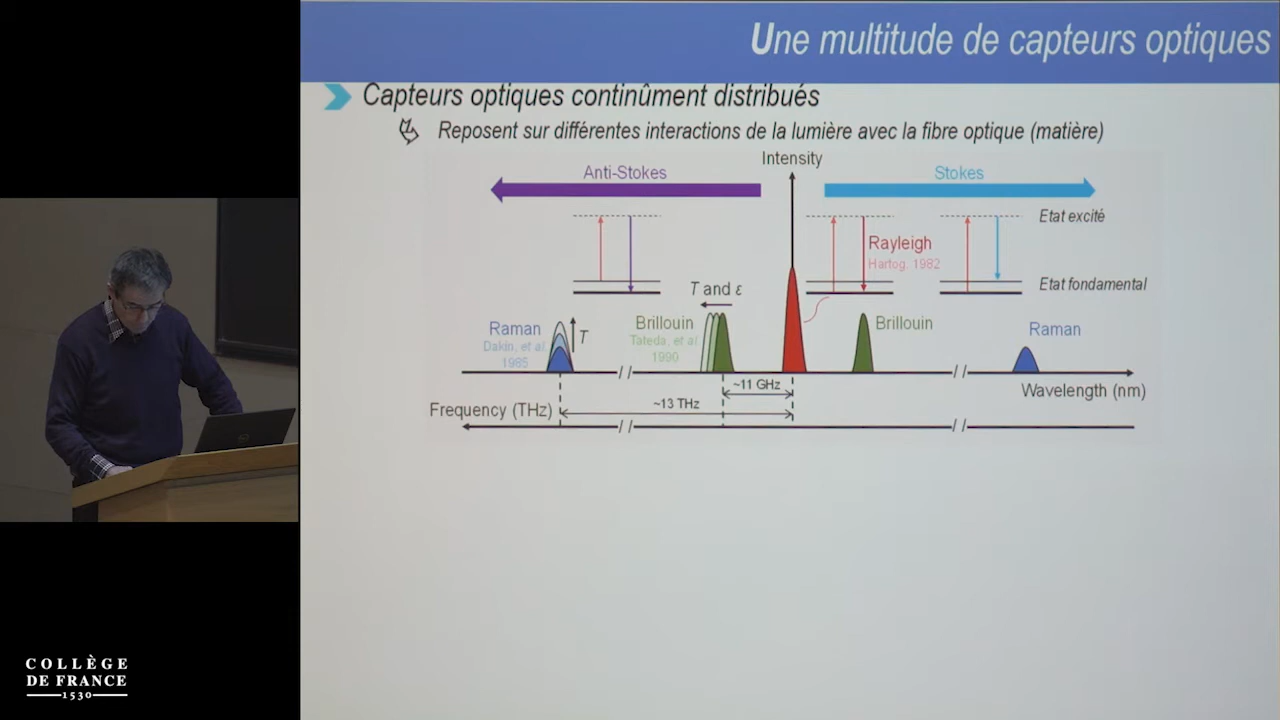 Une multitude de capteurs optiques
Capteurs optiques continûment distribués
Reposent sur différentes interactions de la lumière avec la fibre optique (matière)
Intensity
Anti-Stokes
Stokes
Etat excité
Rayleigh
Hartog, 1982
Etat fondamental
T and ε
Raman
Dakin, et al.
1985
T
Brillouin
Tateda, et al
1990
Brillouin
Raman
~11 GHz
Wavelength (nm)
~13 THz
Frequency (THz)
COLLÈGE
DE FRANCE
1530